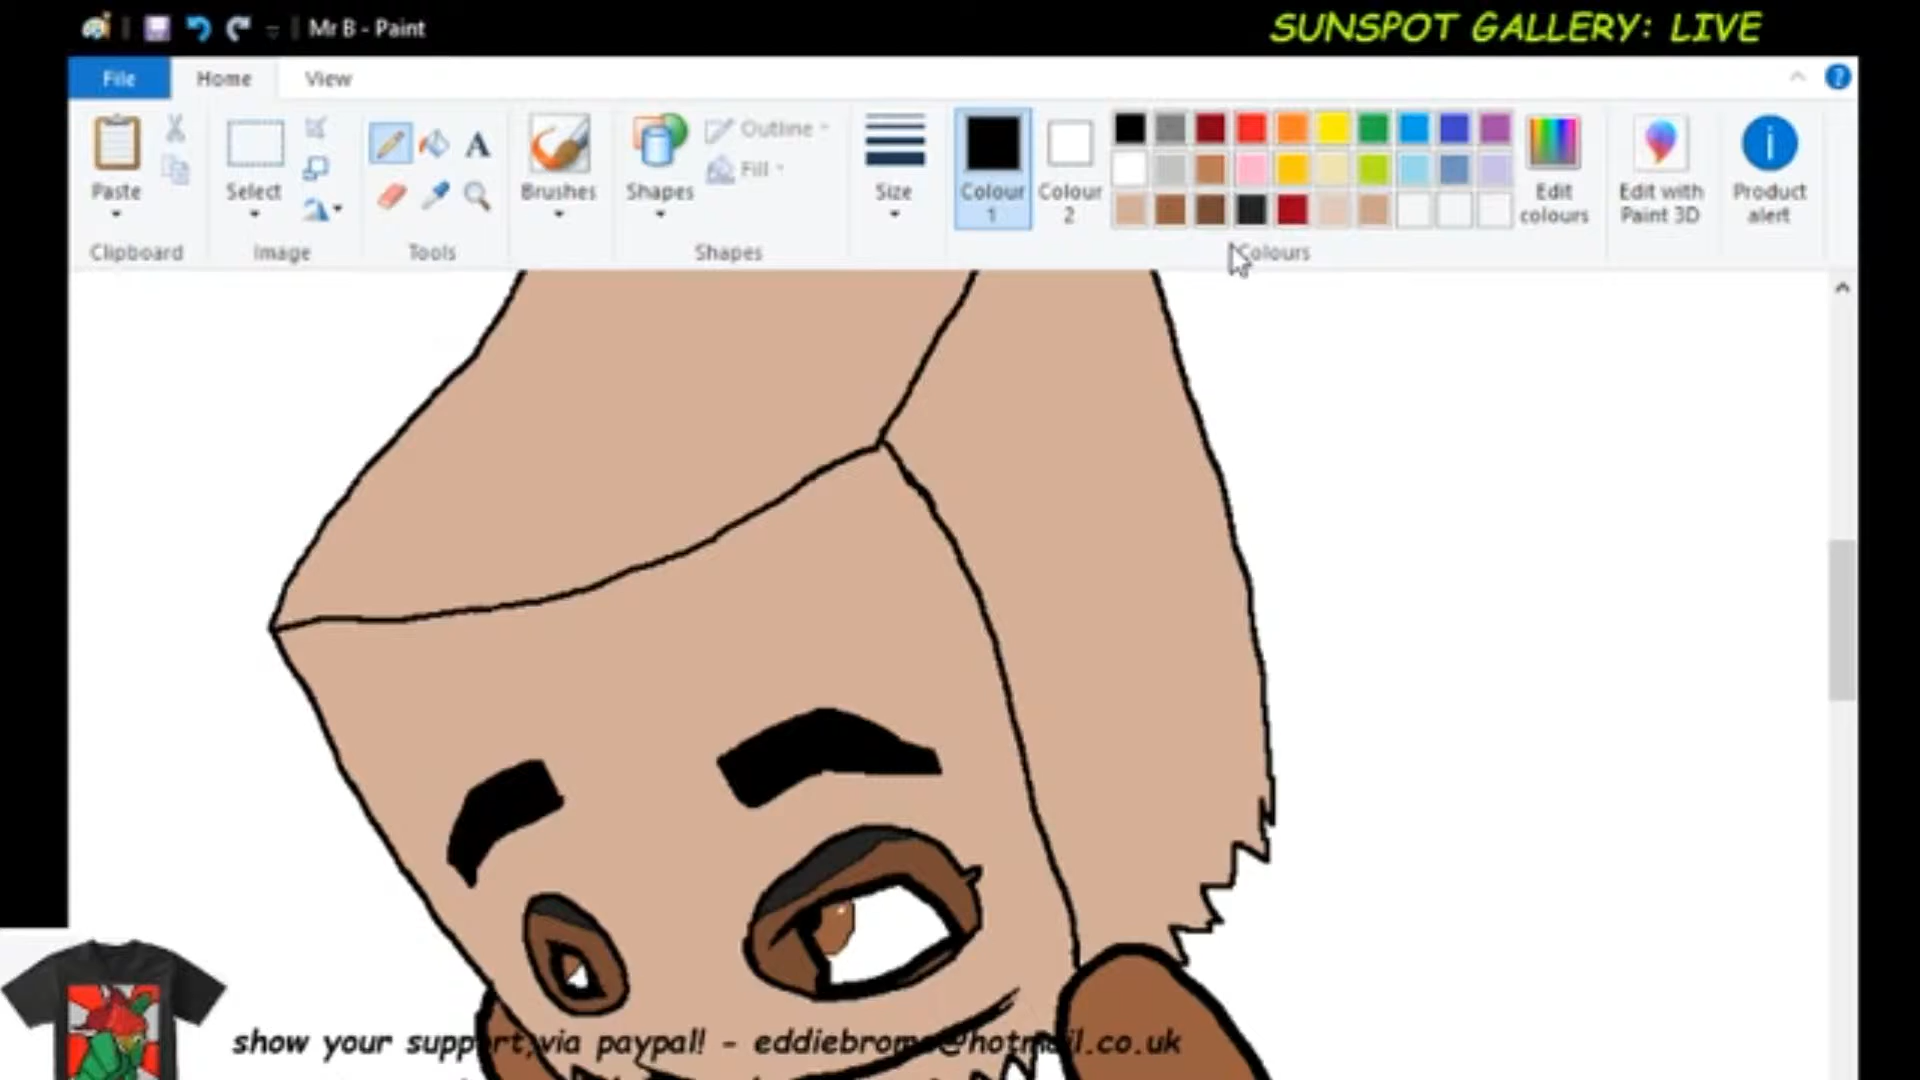 Mr B - Paint
SUNSPOT GALLERY: LIVE
File Home View
Outline
Fill
Paste Select Brushes Shapes Size Colour 1 Colour 2 Edit colours Edit with Paint 3D Product alert
Clipboard Image Tools Shapes Colours
show your support,via paypal! -